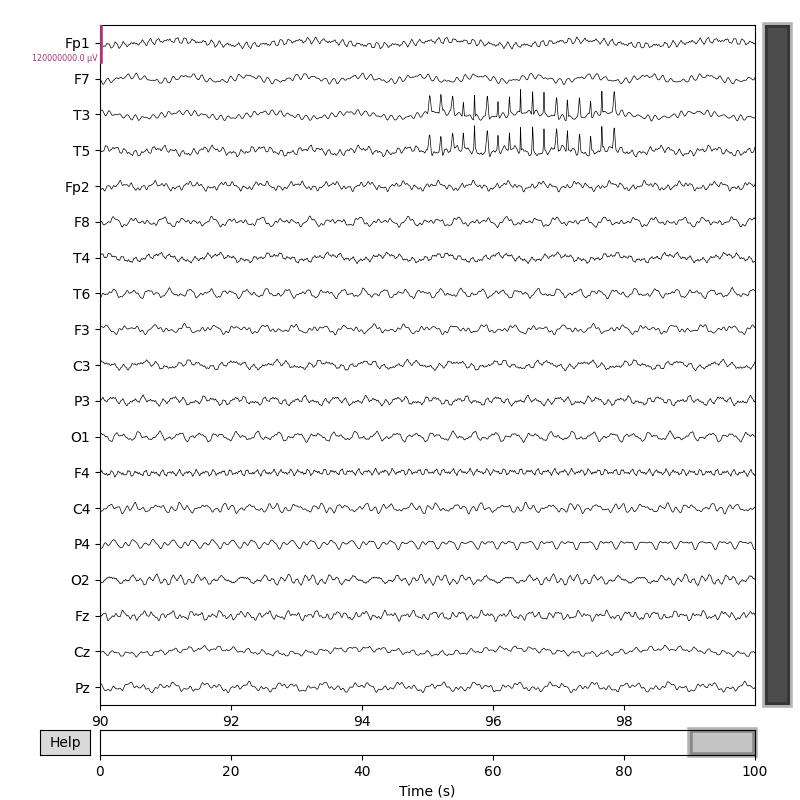 Fp1
120000000.0 µV
F7
T3
T5
Fp2
F8
T4
T6
F3
C3
P3
O1
F4
C4
P4
O2
Fz
Cz
Pz
90 92 94 96 98
Help
0 20 40 60 80 100
Time (s)